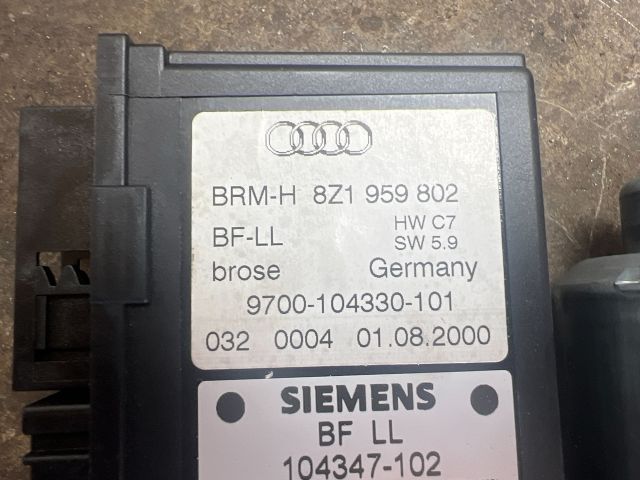 BRM-H 8Z1 959 802
BF-LL HW C7
SW 5.9
brose Germany
9700-104330-101
032 0004 01.08.2000
SIEMENS
BF LL
104347-102